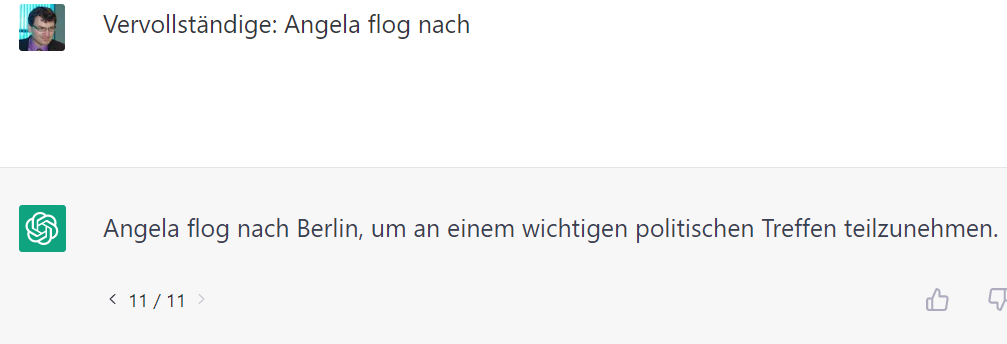 Vervollständige: Angela flog nach
Angela flog nach Berlin, um an einem wichtigen politischen Treffen teilzunehmen.
< 11 / 11 >